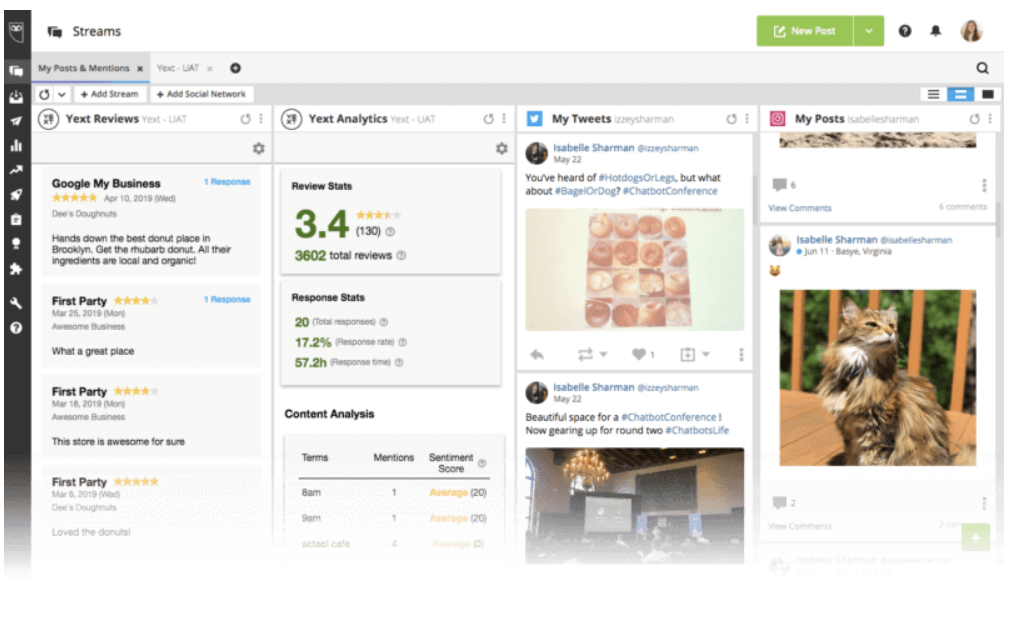 Streams
New Post
My Posts & Mentions ×
Yext - UAT ×
+ Add Stream
+ Add Social Network
Yext Reviews Yext - UAT
Google My Business
1 Response
Apr 10, 2019 (Wed)
Dee's Doughnuts
Hands down the best donut place in
Brooklyn. Get the rhubarb donut. All their
ingredients are local and organic!
First Party
1 Response
Mar 25, 2019 (Mon)
Awesome Business
What a great place
First Party
Mar 18, 2019 (Mon)
Awesome Business
This store is awesome for sure
First Party
Mar 6, 2019 (Wed)
Dee's Doughnuts
Loved the donuts!
Yext Analytics Yext - UAT
Review Stats
3.4 (130)
3602 total reviews
Response Stats
20 (Total responses)
17.2% (Response rate)
57.2h (Response time)
Content Analysis
Terms Mentions Sentiment
Score
8am 1 Average (20)
9am 1 Average (20)
cafe 4 Average (0)
My Tweets izzeysharman
Isabelle Sharman @izzeysharman
May 22
You've heard of #HotdogsOrLegs, but what
about #BagelOrDog? #ChatbotConference
1
Isabelle Sharman @izzeysharman
May 22
Beautiful space for a #ChatbotConference !
Now gearing up for round two #ChatbotsLife
My Posts isabellesharman
6
View Comments
6 comments
Isabelle Sharman @isabellesharman
Jun 11 · Basye, Virginia
2
View Comments
Isabelle Sharman